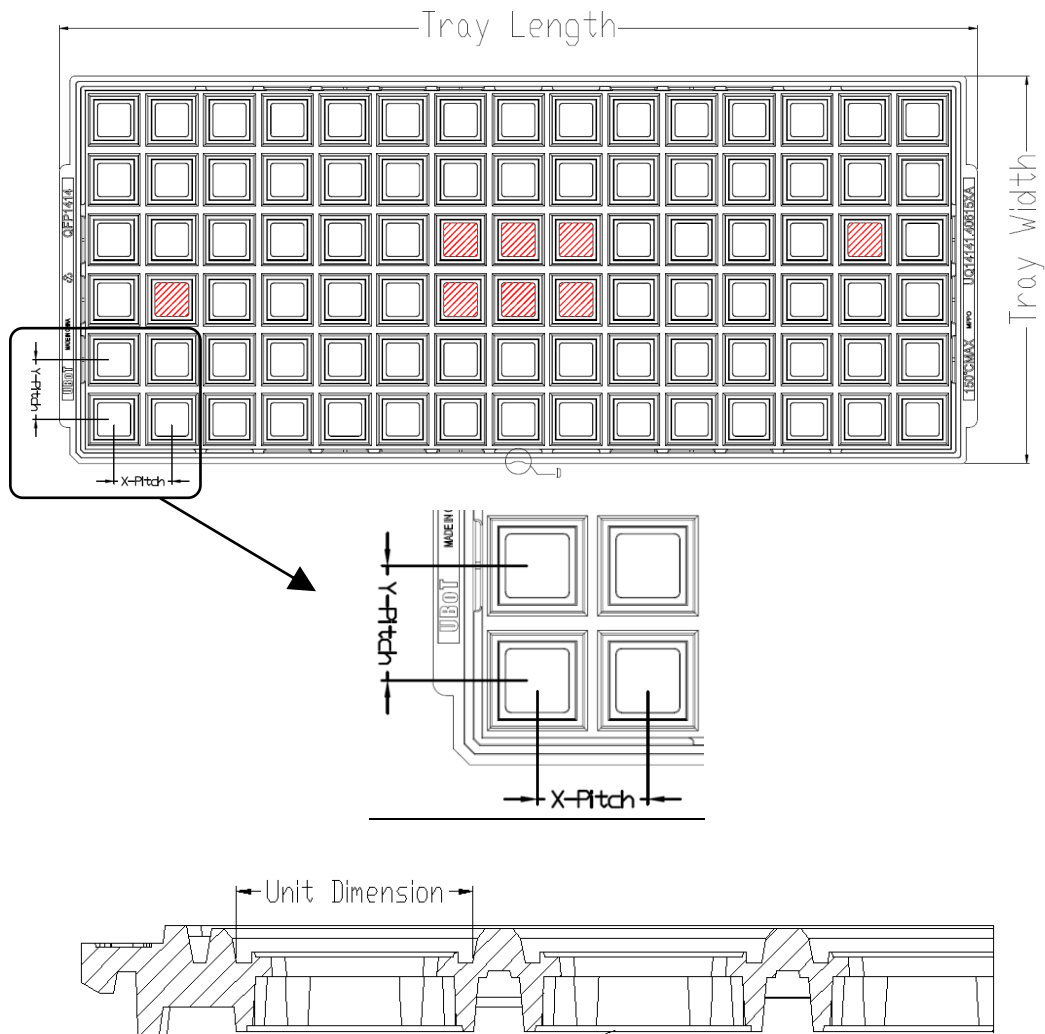 Tray Length
Tray Width
QFP1414
MADE IN CHINA
UBoT
UQ14141.40615XA
MPPO
150°CMAX
Y-Pitch
X-Pitch
D
MADE IN C
UBoT
Y-Pitch
X-Pitch
Unit Dimension